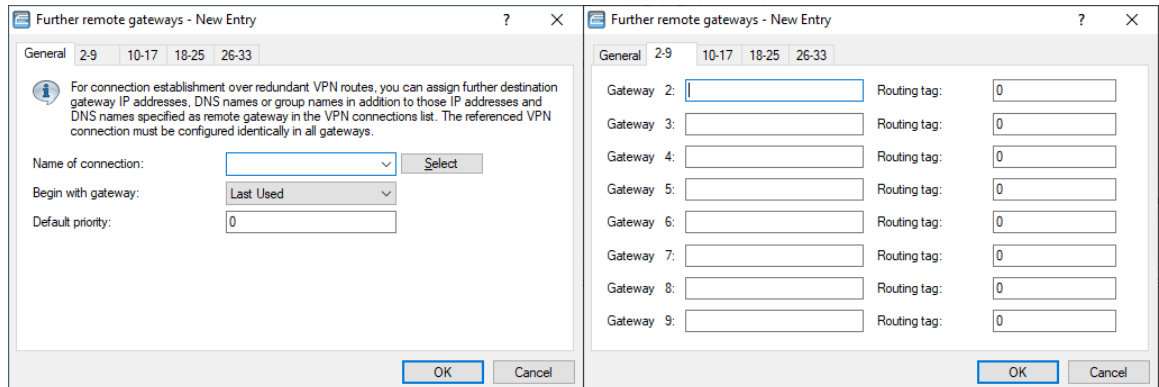 Further remote gateways - New Entry
General 2-9 10-17 18-25 26-33
For connection establishment over redundant VPN routes, you can assign further destination
gateway IP addresses, DNS names or group names in addition to those IP addresses and
DNS names specified as remote gateway in the VPN connections list. The referenced VPN
connection must be configured identically in all gateways.
Name of connection: Select
Begin with gateway: Last Used
Default priority: 0
OK Cancel
Further remote gateways - New Entry
General 2-9 10-17 18-25 26-33
Gateway 2: Routing tag: 0
Gateway 3: Routing tag: 0
Gateway 4: Routing tag: 0
Gateway 5: Routing tag: 0
Gateway 6: Routing tag: 0
Gateway 7: Routing tag: 0
Gateway 8: Routing tag: 0
Gateway 9: Routing tag: 0
OK Cancel